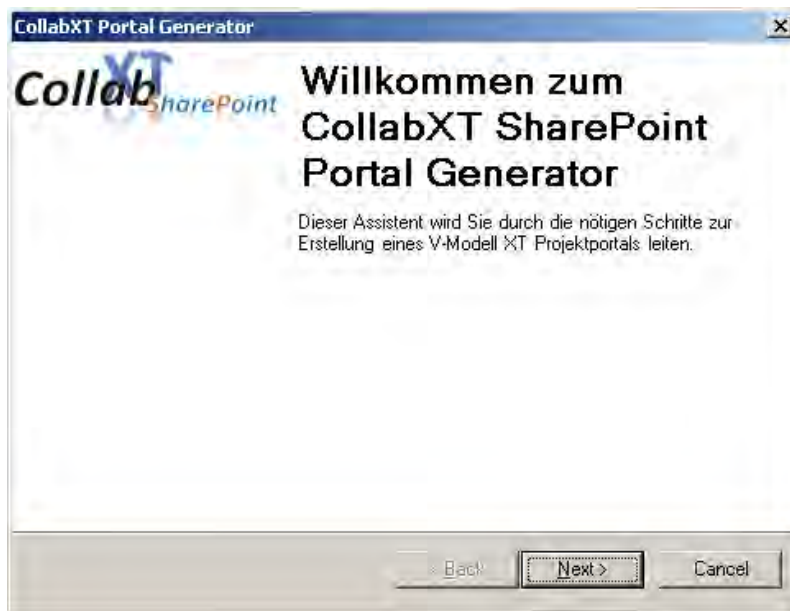 CollabXT Portal Generator
CollabXT
SharePoint
Willkommen zum
CollabXT SharePoint
Portal Generator
Dieser Assistent wird Sie durch die nötigen Schritte zur
Erstellung eines V-Modell XT Projektportals leiten.
< Back
Next >
Cancel